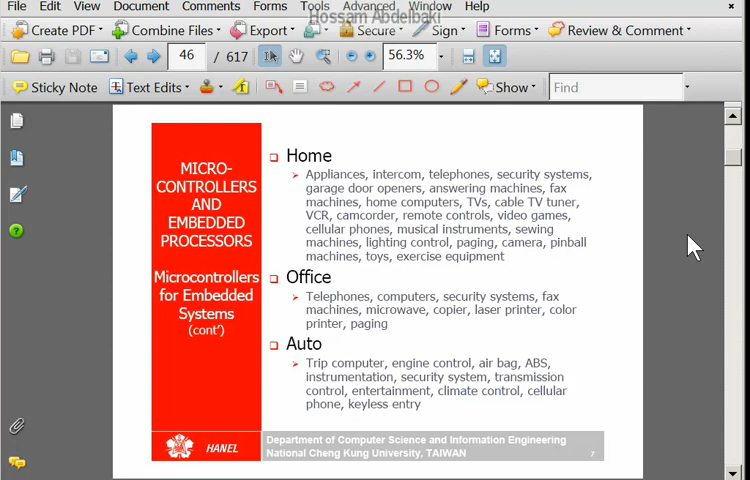 File Edit View Document Comments Forms Tools Advanced Window Help
Hossam Abdelbaki
Create PDF Combine Files Export Secure Sign Forms Review & Comment
46 / 617 56.3%
Sticky Note Text Edits Show Find
MICRO-
CONTROLLERS
AND
EMBEDDED
PROCESSORS
Microcontrollers
for Embedded
Systems
(cont')
Home
Appliances, intercom, telephones, security systems,
garage door openers, answering machines, fax
machines, home computers, TVs, cable TV tuner,
VCR, camcorder, remote controls, video games,
cellular phones, musical instruments, sewing
machines, lighting control, paging, camera, pinball
machines, toys, exercise equipment
Office
Telephones, computers, security systems, fax
machines, microwave, copier, laser printer, color
printer, paging
Auto
Trip computer, engine control, air bag, ABS,
instrumentation, security system, transmission
control, entertainment, climate control, cellular
phone, keyless entry
HANEL
Department of Computer Science and Information Engineering
National Cheng Kung University, TAIWAN
7